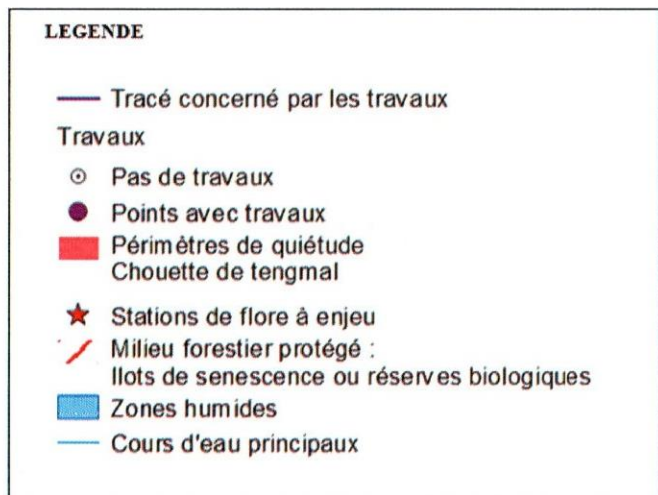 LEGENDE
Tracé concerné par les travaux
Travaux
Pas de travaux
Points avec travaux
Périmètres de quiétude
Chouette de tengmal
Stations de flore à enjeu
Milieu forestier protégé :
Ilots de senescence ou réserves biologiques
Zones humides
Cours d'eau principaux